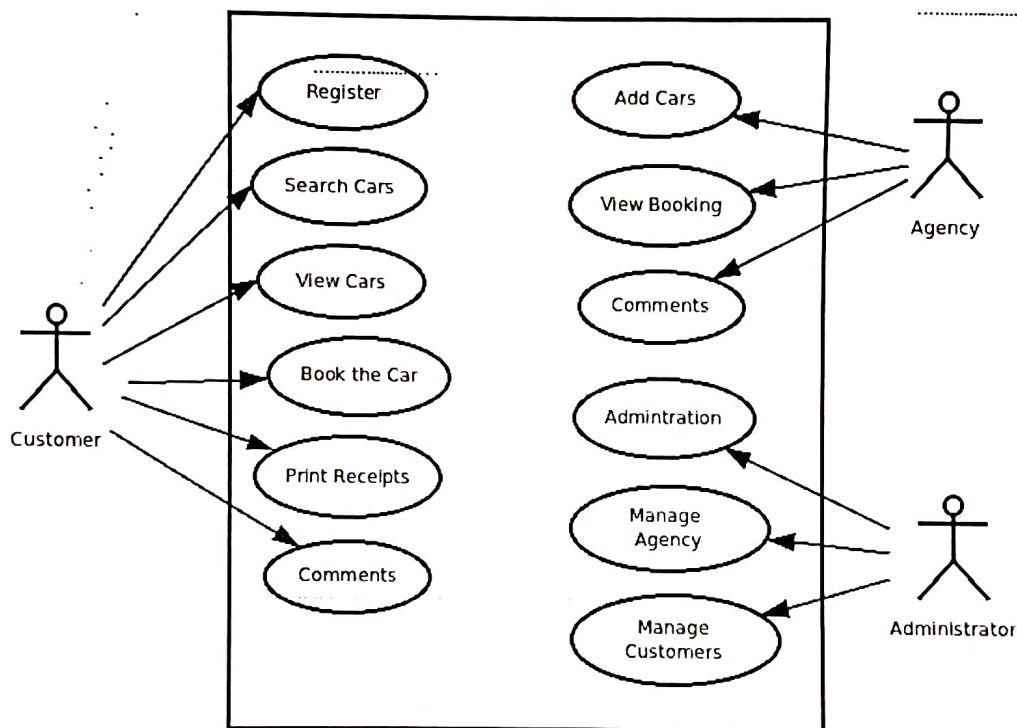 Register
Search Cars
View Cars
Book the Car
Print Receipts
Comments
Customer
Add Cars
View Booking
Comments
Agency
Admintration
Manage
Agency
Manage
Customers
Administrator